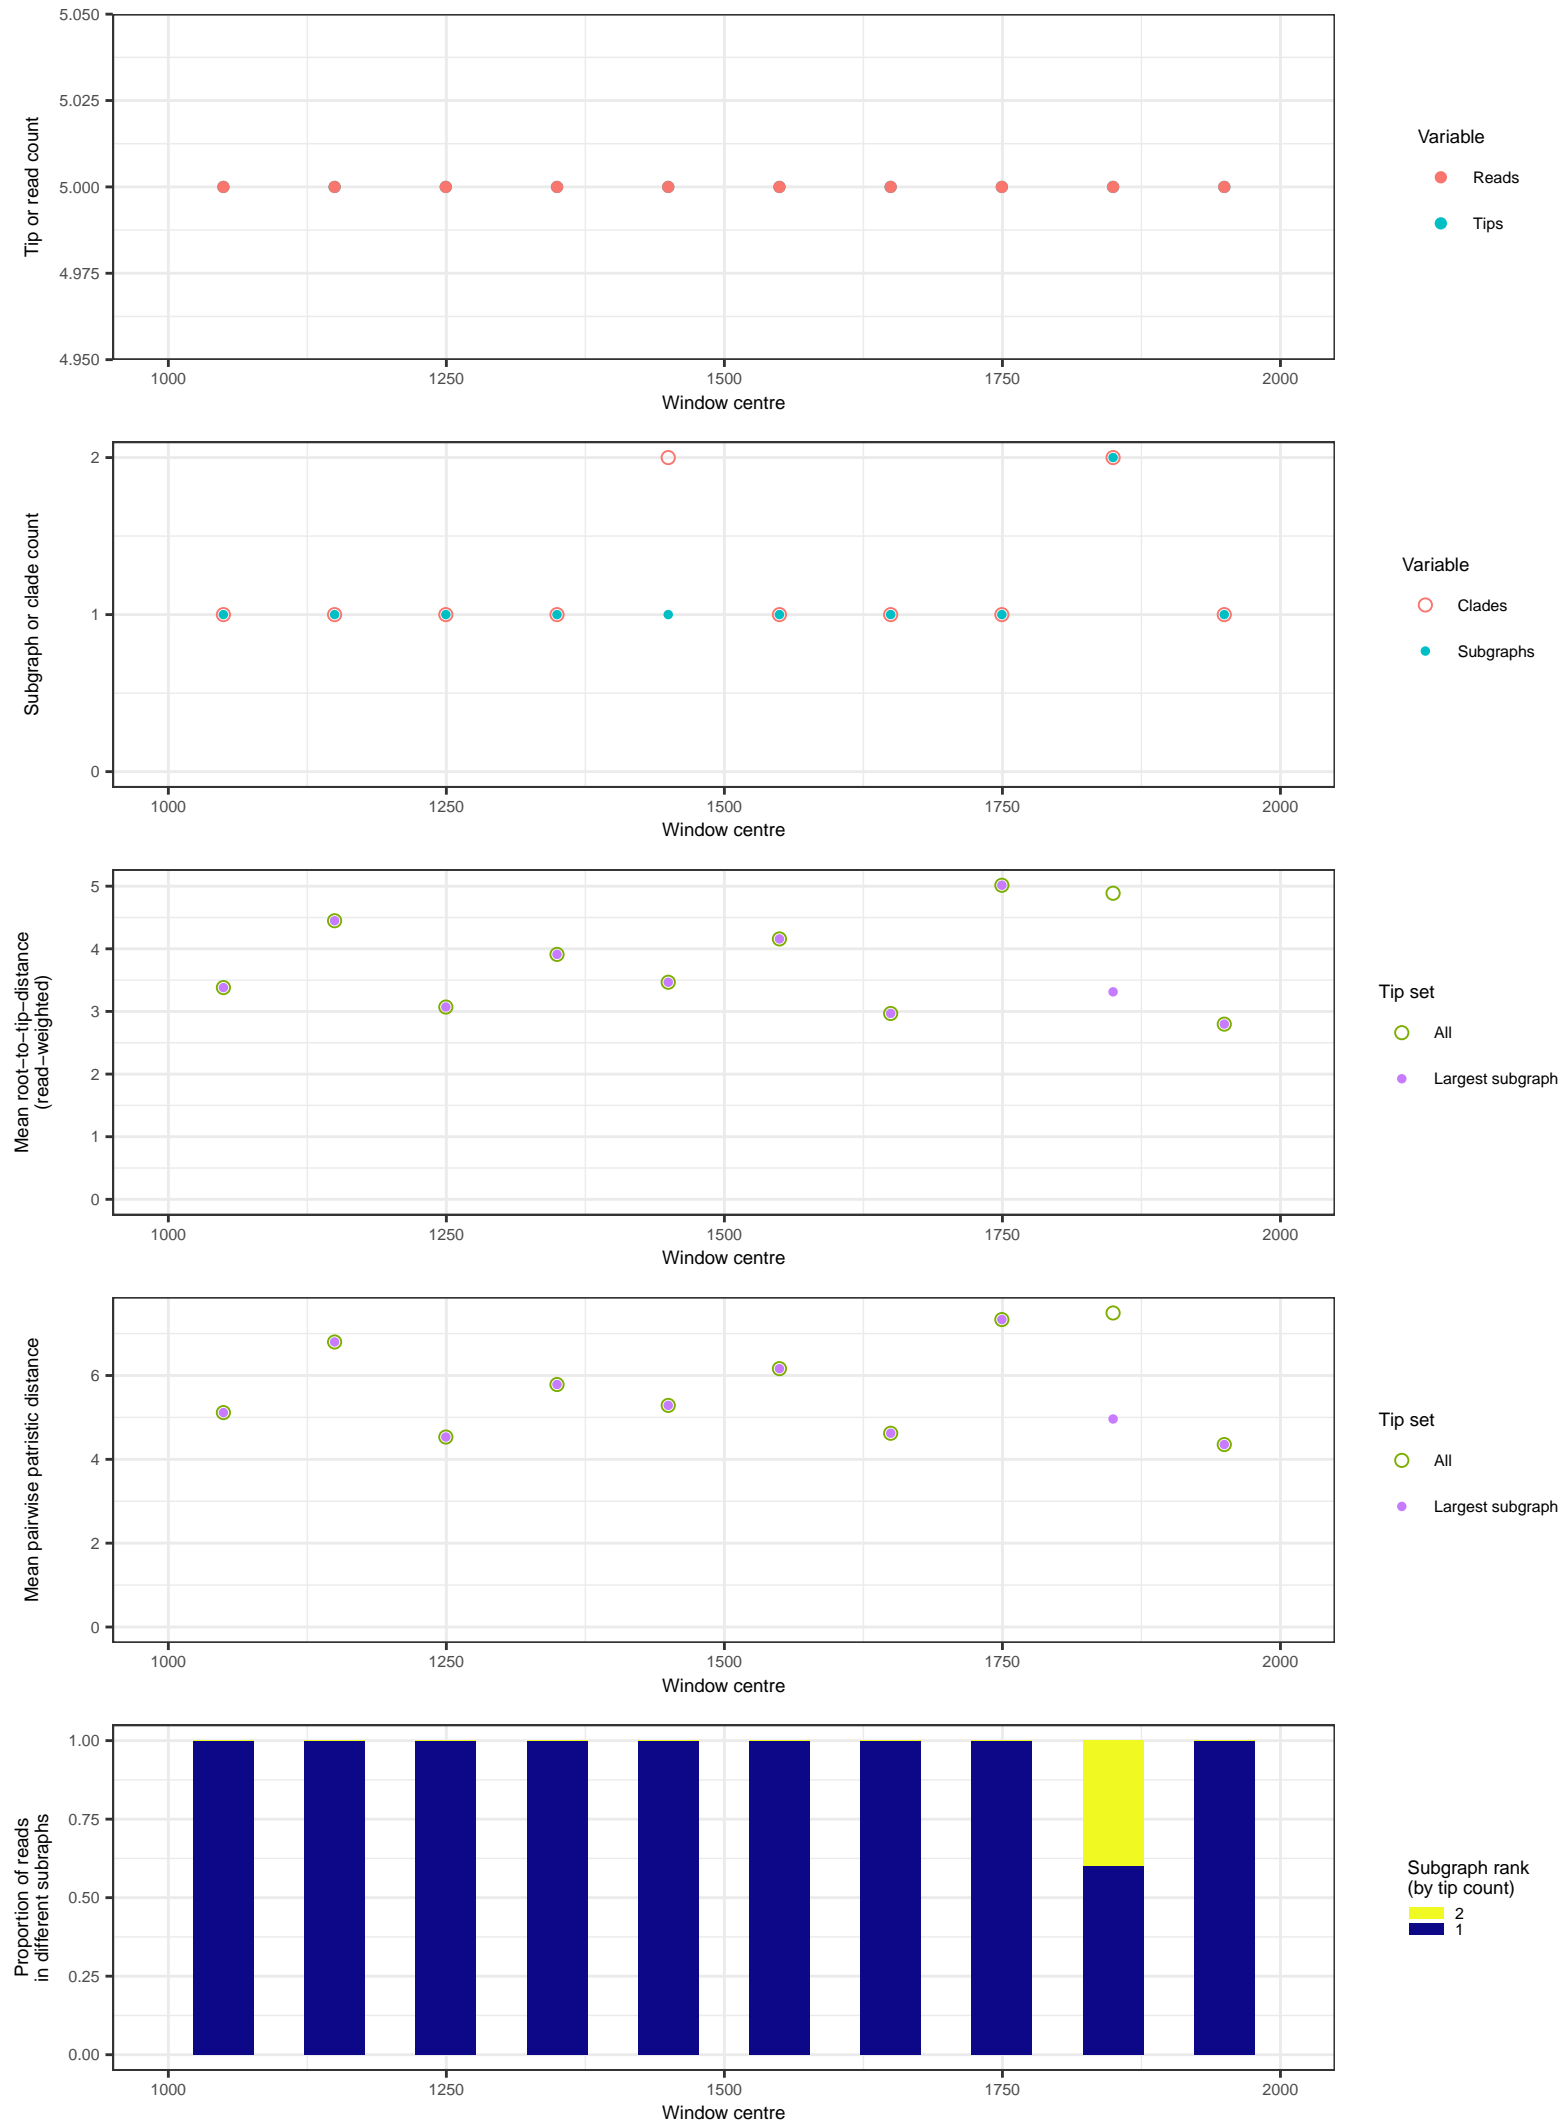 Tip or read count
5.050
5.025
5.000
4.975
4.950
1000 1250 1500 1750 2000
Window centre
Variable
Reads
Tips
Subgraph or clade count
2
1
0
1000 1250 1500 1750 2000
Window centre
Variable
Clades
Subgraphs
Mean root−to−tip−distance
(read−weighted)
5
4
3
2
1
0
1000 1250 1500 1750 2000
Window centre
Tip set
All
Largest subgraph
Mean pairwise patristic distance
6
4
2
0
1000 1250 1500 1750 2000
Window centre
Tip set
All
Largest subgraph
Proportion of reads
in different subraphs
1.00
0.75
0.50
0.25
0.00
1000 1250 1500 1750 2000
Window centre
Subgraph rank
(by tip count)
2
1